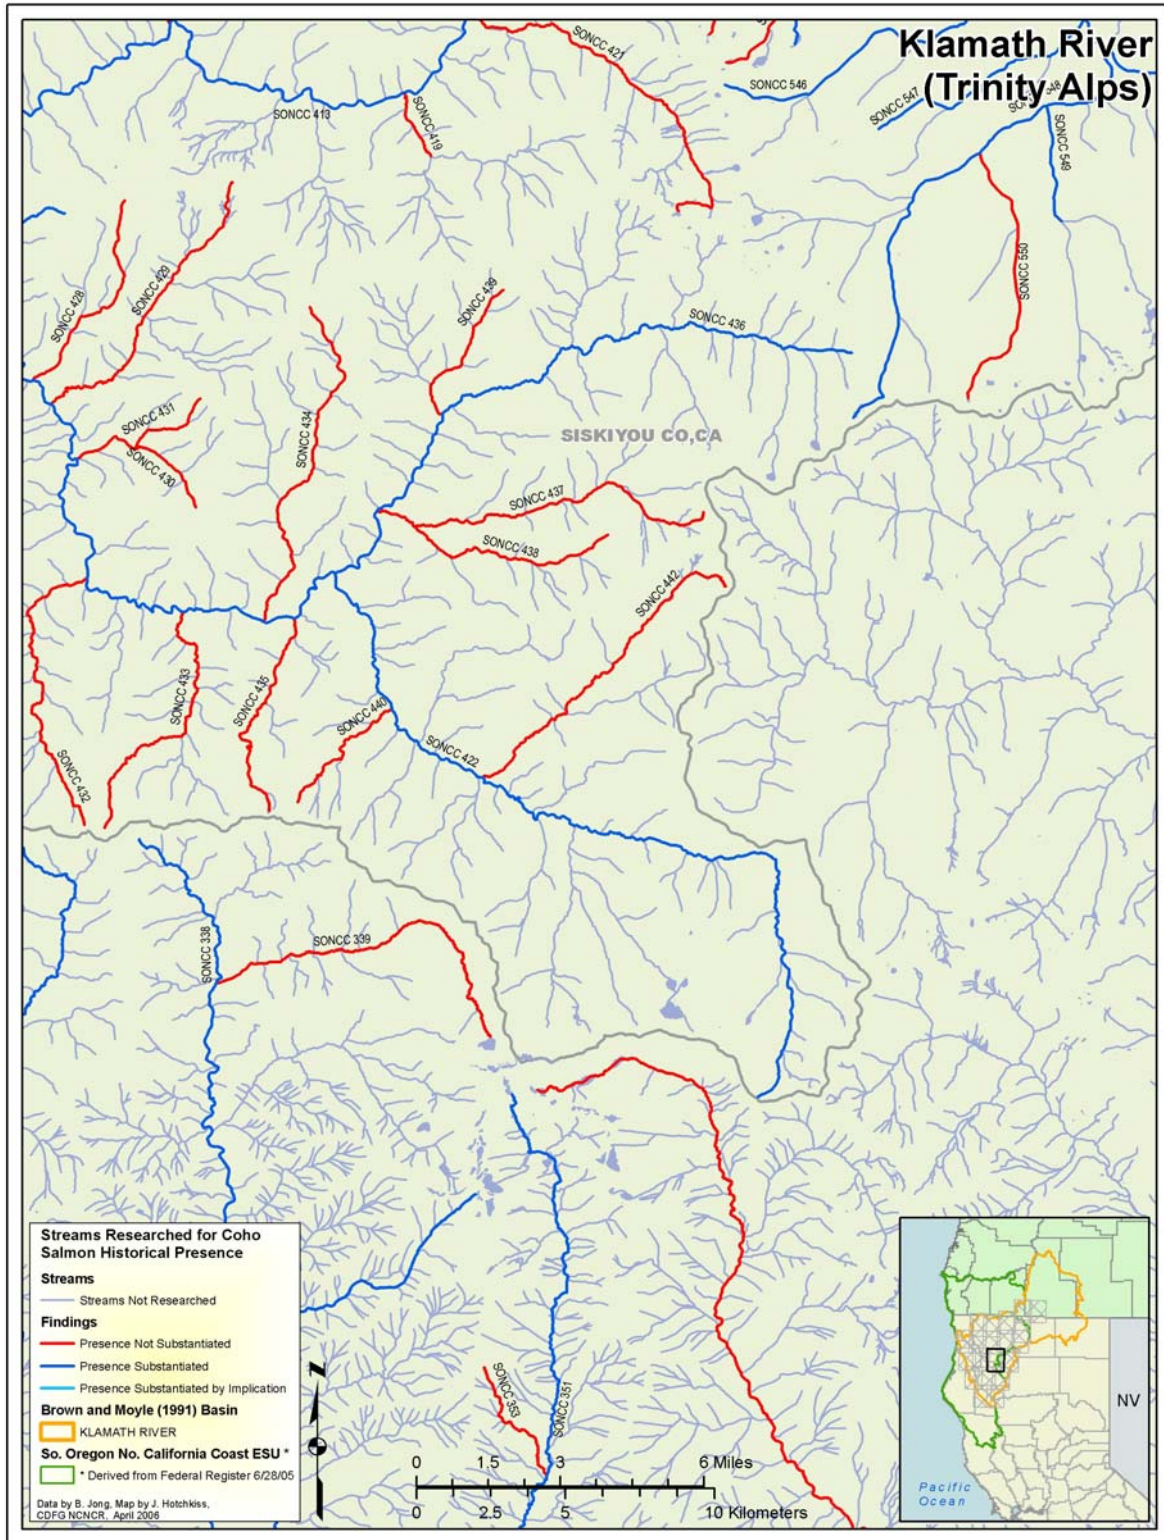 Klamath River
(Trinity Alps)
SONCC 421
SONCC 546
SONCC 547
SONCC 413
SONCC 419
SONCC 549
SONCC 550
SONCC 428
SONCC 429
SONCC 439
SONCC 436
SONCC 431
SONCC 430
SONCC 434
SISKIYOU CO,CA
SONCC 437
SONCC 438
SONCC 442
SONCC 433
SONCC 435
SONCC 440
SONCC 422
SONCC 432
SONCC 338
SONCC 339
SONCC 353
SONCC 351
Streams Researched for Coho
Salmon Historical Presence
Streams
Streams Not Researched
Findings
Presence Not Substantiated
Presence Substantiated
Presence Substantiated by Implication
Brown and Moyle (1991) Basin
KLAMATH RIVER
So. Oregon No. California Coast ESU *
* Derived from Federal Register 6/28/05
Data by B. Jong, Map by J. Hotchkiss,
CDFG NCNCR, April 2006
N
0 1.5 3 6 Miles
0 2.5 5 10 Kilometers
NV
Pacific
Ocean